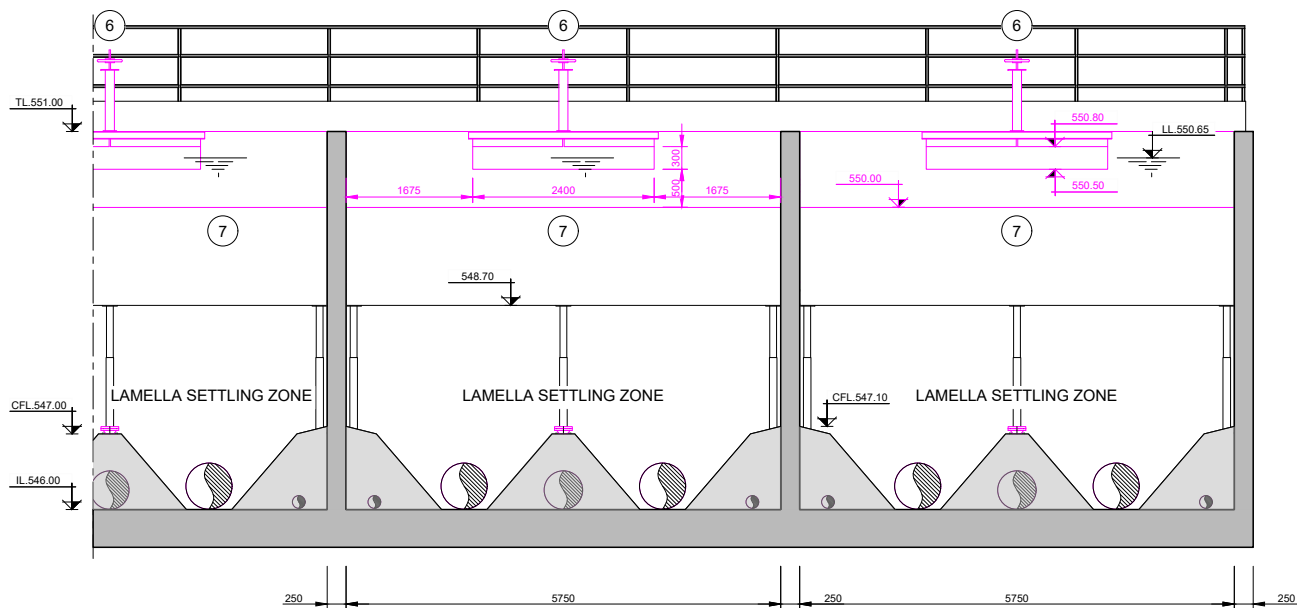 6 6 6
TL.551.00
550.80
LL.550.65
300
500
1675 2400 1675
550.00
550.50
7 7 7
548.70
LAMELLA SETTLING ZONE LAMELLA SETTLING ZONE LAMELLA SETTLING ZONE
CFL.547.00
CFL.547.10
IL.546.00
250 5750 250 5750 250